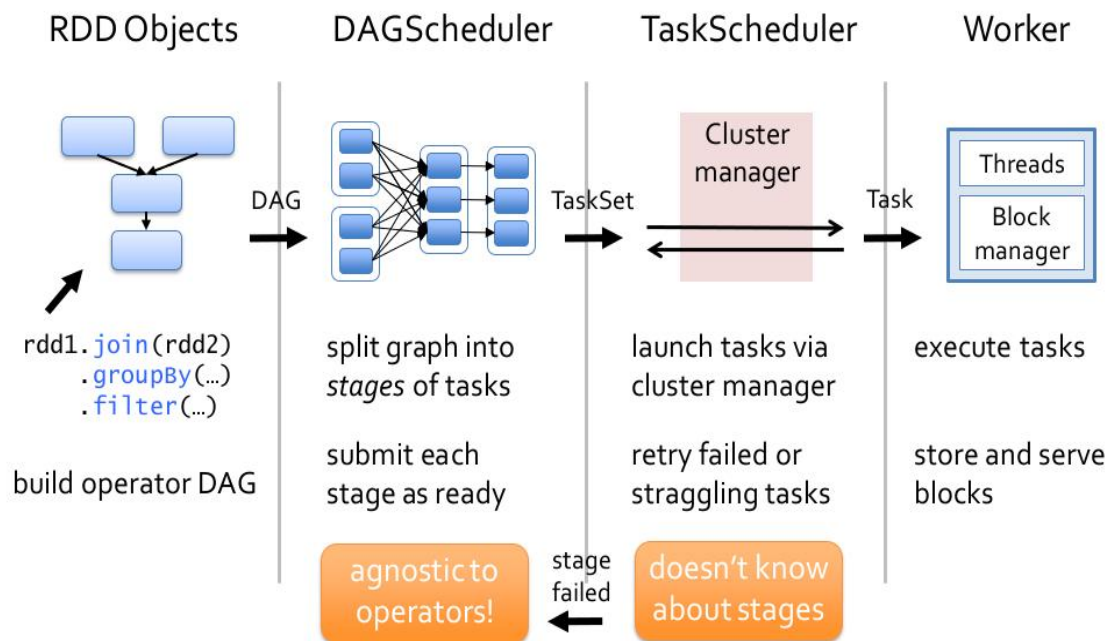 RDD Objects
DAGScheduler
TaskScheduler
Worker
DAG
TaskSet
Cluster
manager
Task
Threads
Block
manager
rdd1.join(rdd2)
.groupBy(…)
.filter(…)
build operator DAG
split graph into
stages of tasks
submit each
stage as ready
agnostic to
operators!
stage
failed
launch tasks via
cluster manager
retry failed or
straggling tasks
doesn't know
about stages
execute tasks
store and serve
blocks